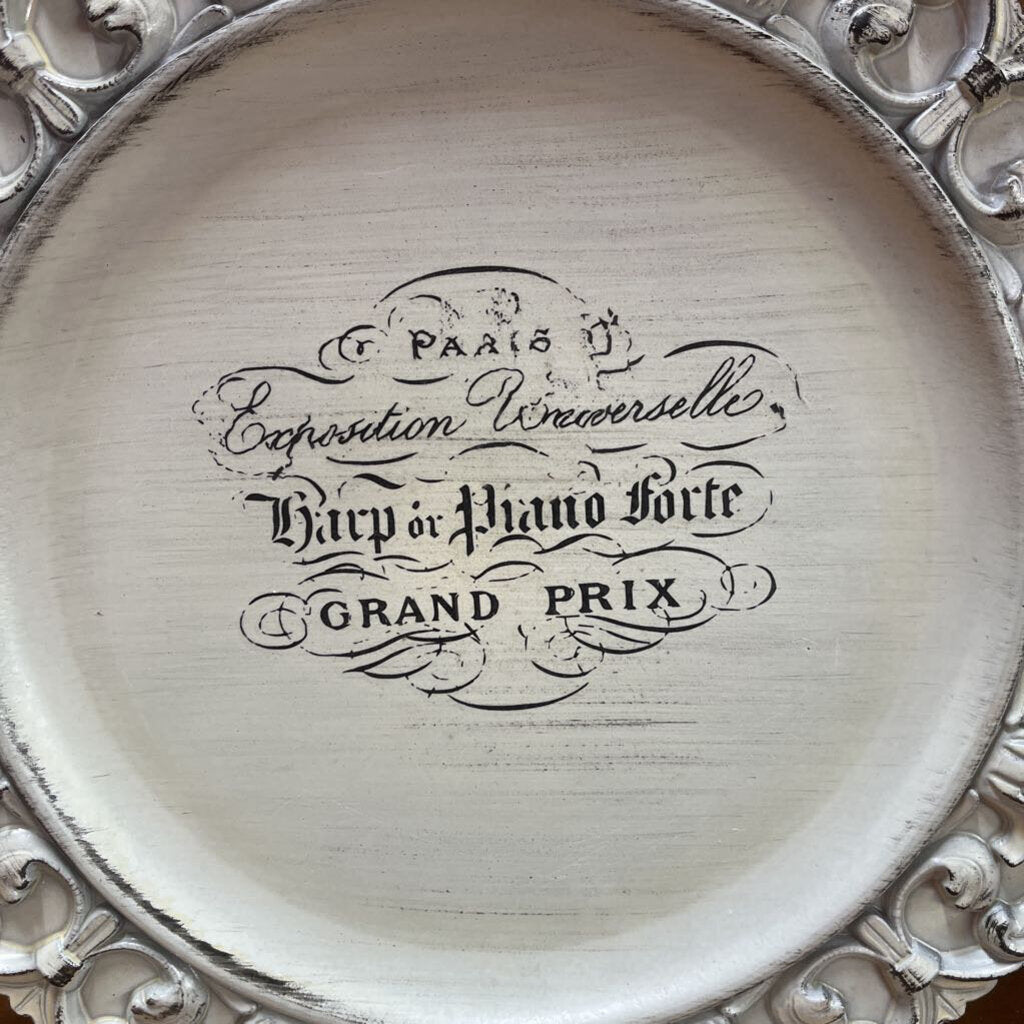 PARIS
Exposition Universelle
Harp or Piano Forte
GRAND PRIX